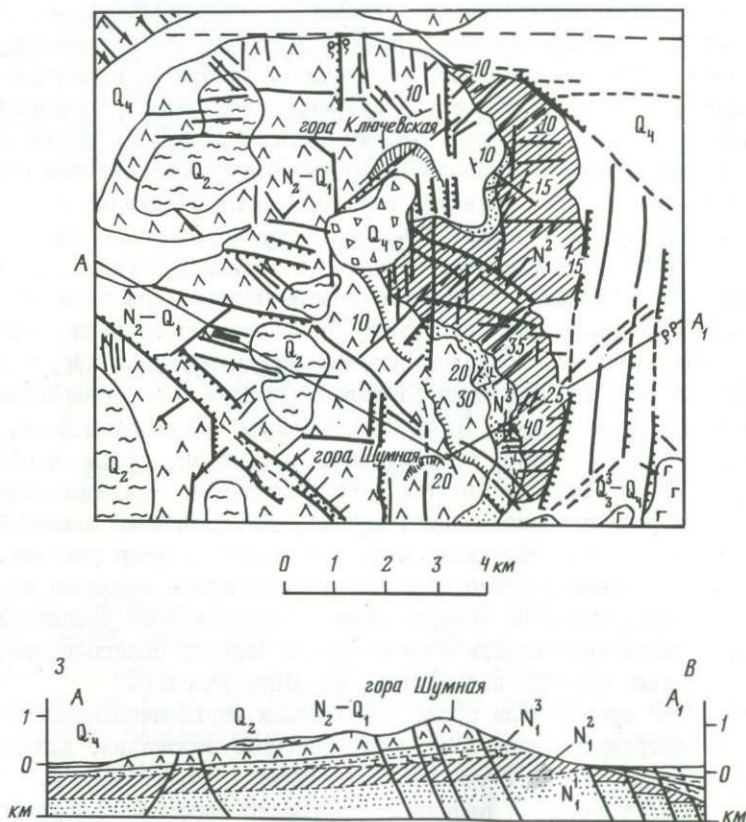 Q₄
10
10
10
гора Ключевская
Q₄
10
15
Q₂
N₂–Q₁
Q₄
N₁²
15
A
A₁
N₂–Q₁
10
Q₂
35
20
N₁³
30
25
40
Q₂
гора Шумная
20
Q₃³–Q₄
Г
Г
Г
Г
0 1 2 3 4 км
З
В
A
гора Шумная
A₁
N₂–Q₁
1
Q₄
Q₂
N₁³
N₁²
1
0
0
N₁¹
км
км